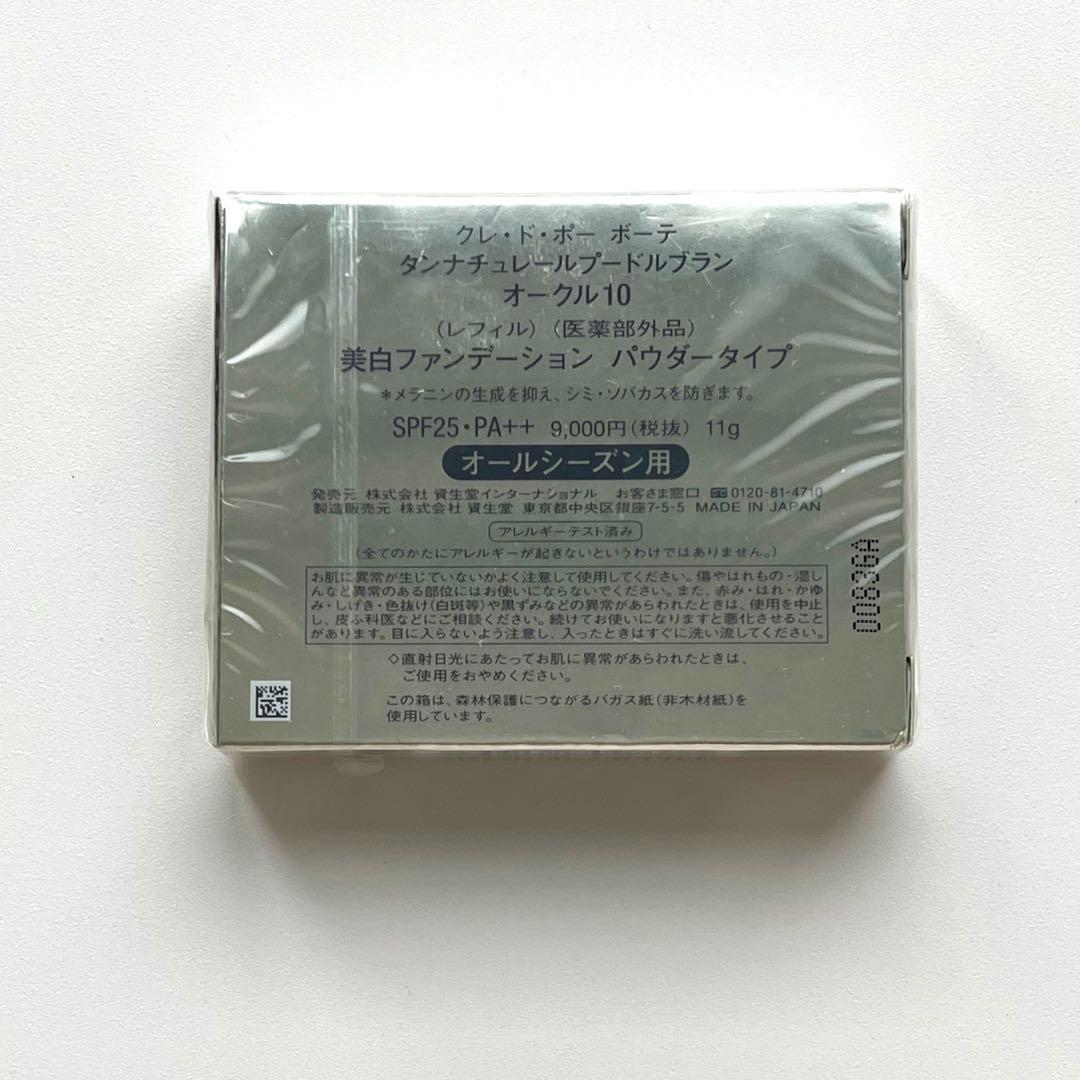 クレ・ド・ポー ボーテ
タンナチュレールプードルブラン
オークル10
(レフィル)(医薬部外品)
美白ファンデーション パウダータイプ
*メラニンの生成を抑え、シミ・ソバカスを防ぎます。
SPF25・PA++ 9,000円(税抜) 11g
オールシーズン用
発売元 株式会社 資生堂インターナショナル お客さま窓口 0120-81-4710
製造販売元 株式会社 資生堂 東京都中央区銀座7-5-5 MADE IN JAPAN
アレルギーテスト済み
(全てのかたにアレルギーが起きないというわけではありません。)
お肌に異常が生じていないかよく注意して使用してください。傷やはれもの・湿し
んなど異常のある部位にはお使いにならないでください。また、赤み・はれ・かゆ
み・しげき・色抜け(白斑等)や黒ずみなどの異常があらわれたときは、使用を中止
し、皮ふ科医などにご相談ください。続けてお使いになりますと悪化させること
があります。目に入らないよう注意し、入ったときはすぐに洗い流してください。
◇直射日光にあたってお肌に異常があらわれたときは、
ご使用をおやめください。
この箱は、森林保護につながるバガス紙(非木材紙)を
使用しています。